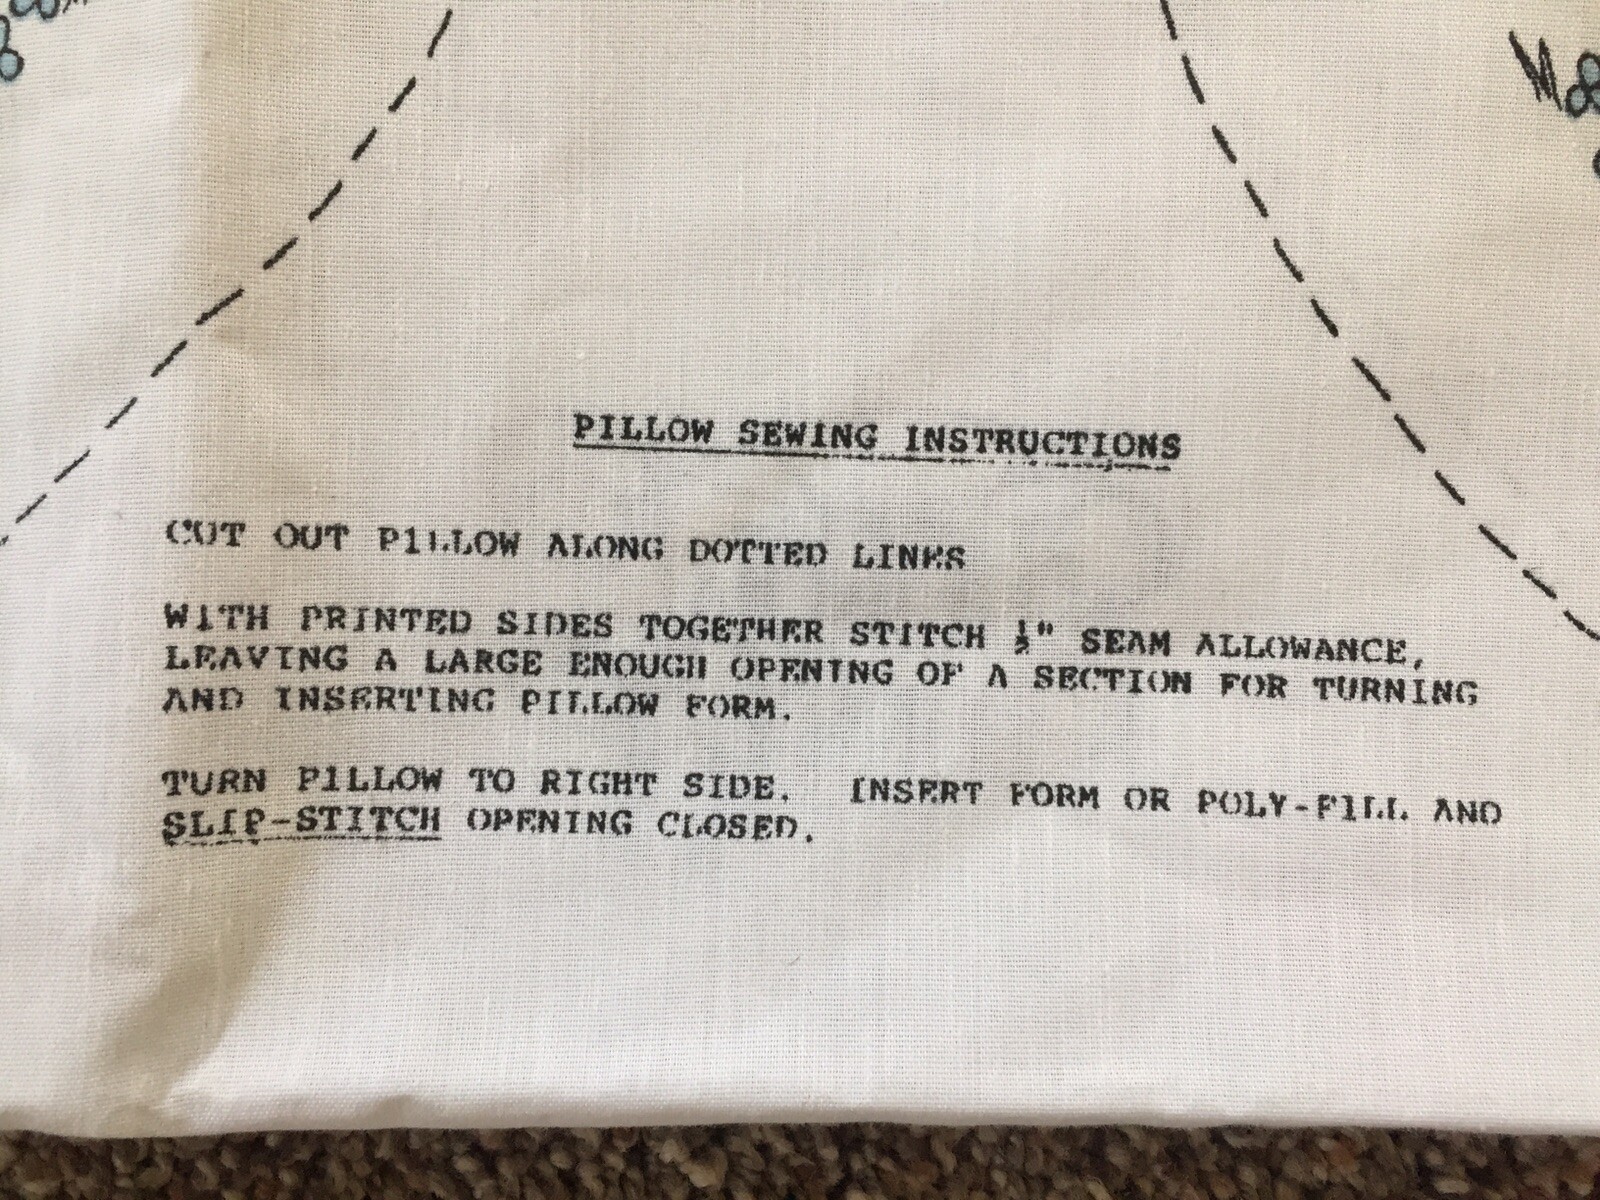 PILLOW SEWING INSTRUCTIONS
CUT OUT PILLOW ALONG DOTTED LINES
WITH PRINTED SIDES TOGETHER STITCH ½" SEAM ALLOWANCE,
LEAVING A LARGE ENOUGH OPENING OF A SECTION FOR TURNING
AND INSERTING PILLOW FORM.
TURN PILLOW TO RIGHT SIDE. INSERT FORM OR POLY-FILL AND
SLIP-STITCH OPENING CLOSED.